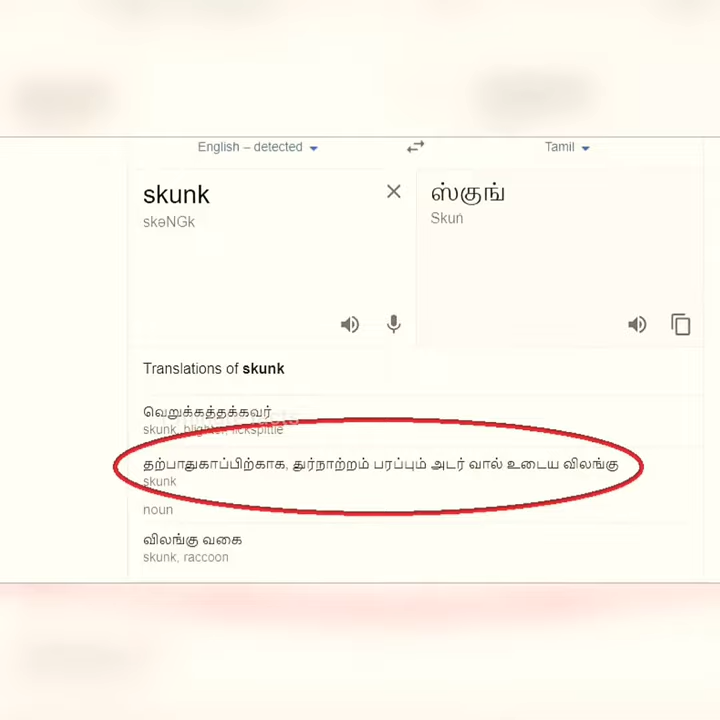 English – detected
Tamil
skunk
skəNGk
ஸ்குங்
Skuṅ
Translations of skunk
வெறுக்கத்தக்கவர்
skunk, blighter, lickspittle
தற்பாதுகாப்பிற்காக, துர்நாற்றம் பரப்பும் அடர் வால் உடைய விலங்கு
skunk
noun
விலங்கு வகை
skunk, raccoon